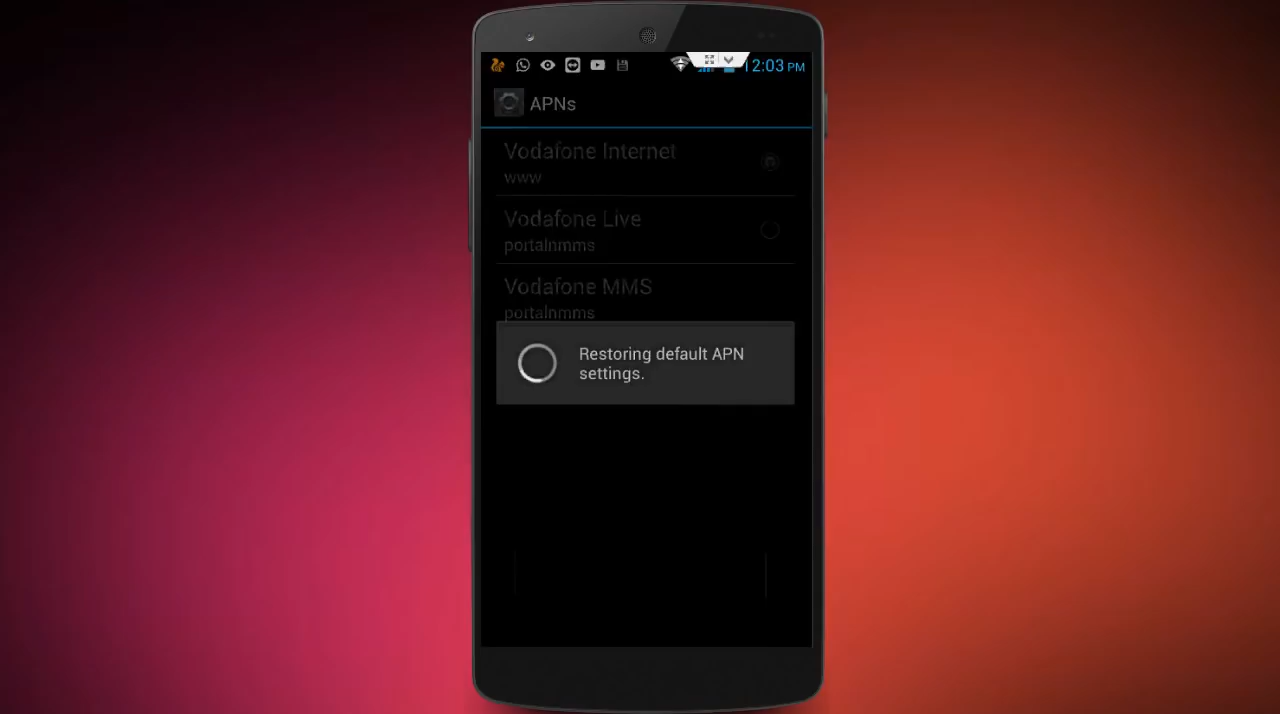 12:03 PM
APNs
Vodafone Internet
www
Vodafone Live
portalnmms
Vodafone MMS
portalnmms
Restoring default APN
settings.